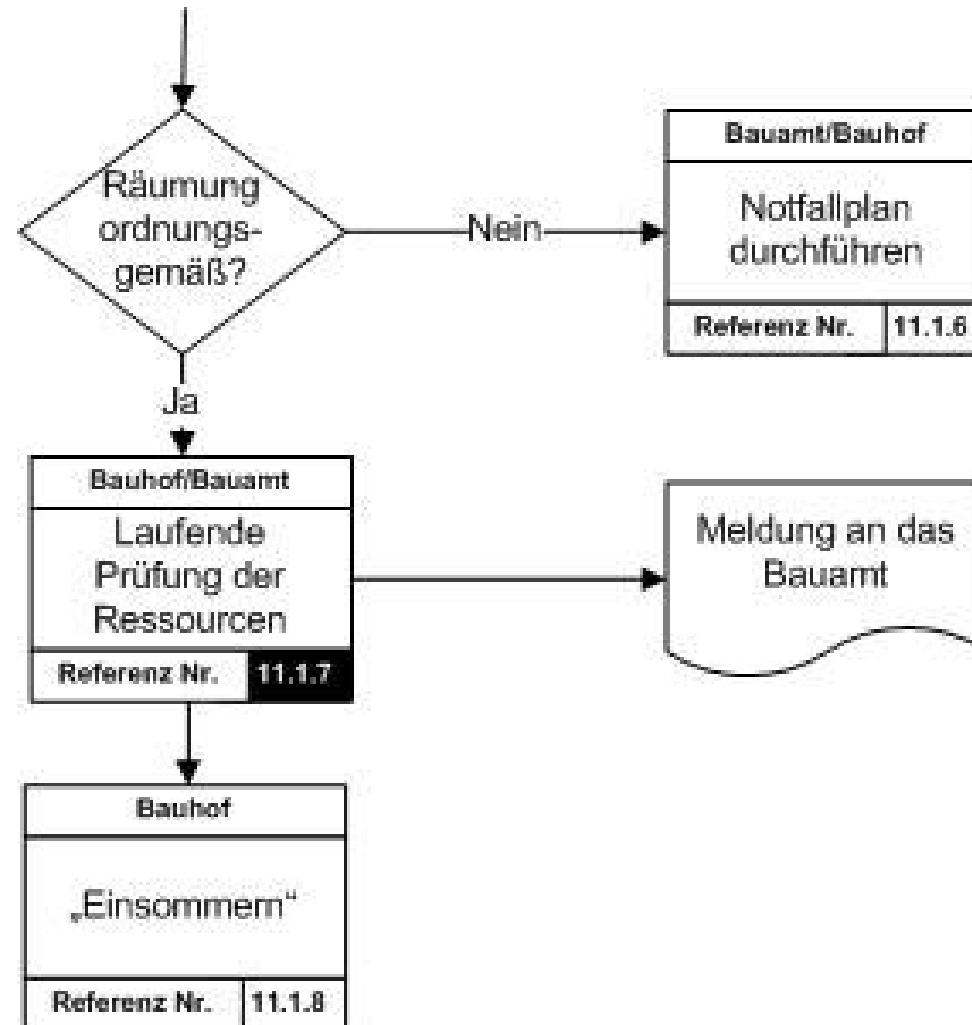 Räumung
ordnungs-
gemäß?
Nein
Bauamt/Bauhof
Notfallplan
durchführen
Referenz Nr. 11.1.6
Ja
Bauhof/Bauamt
Laufende
Prüfung der
Ressourcen
Referenz Nr. 11.1.7
Meldung an das
Bauamt
Bauhof
„Einsommern“
Referenz Nr. 11.1.8